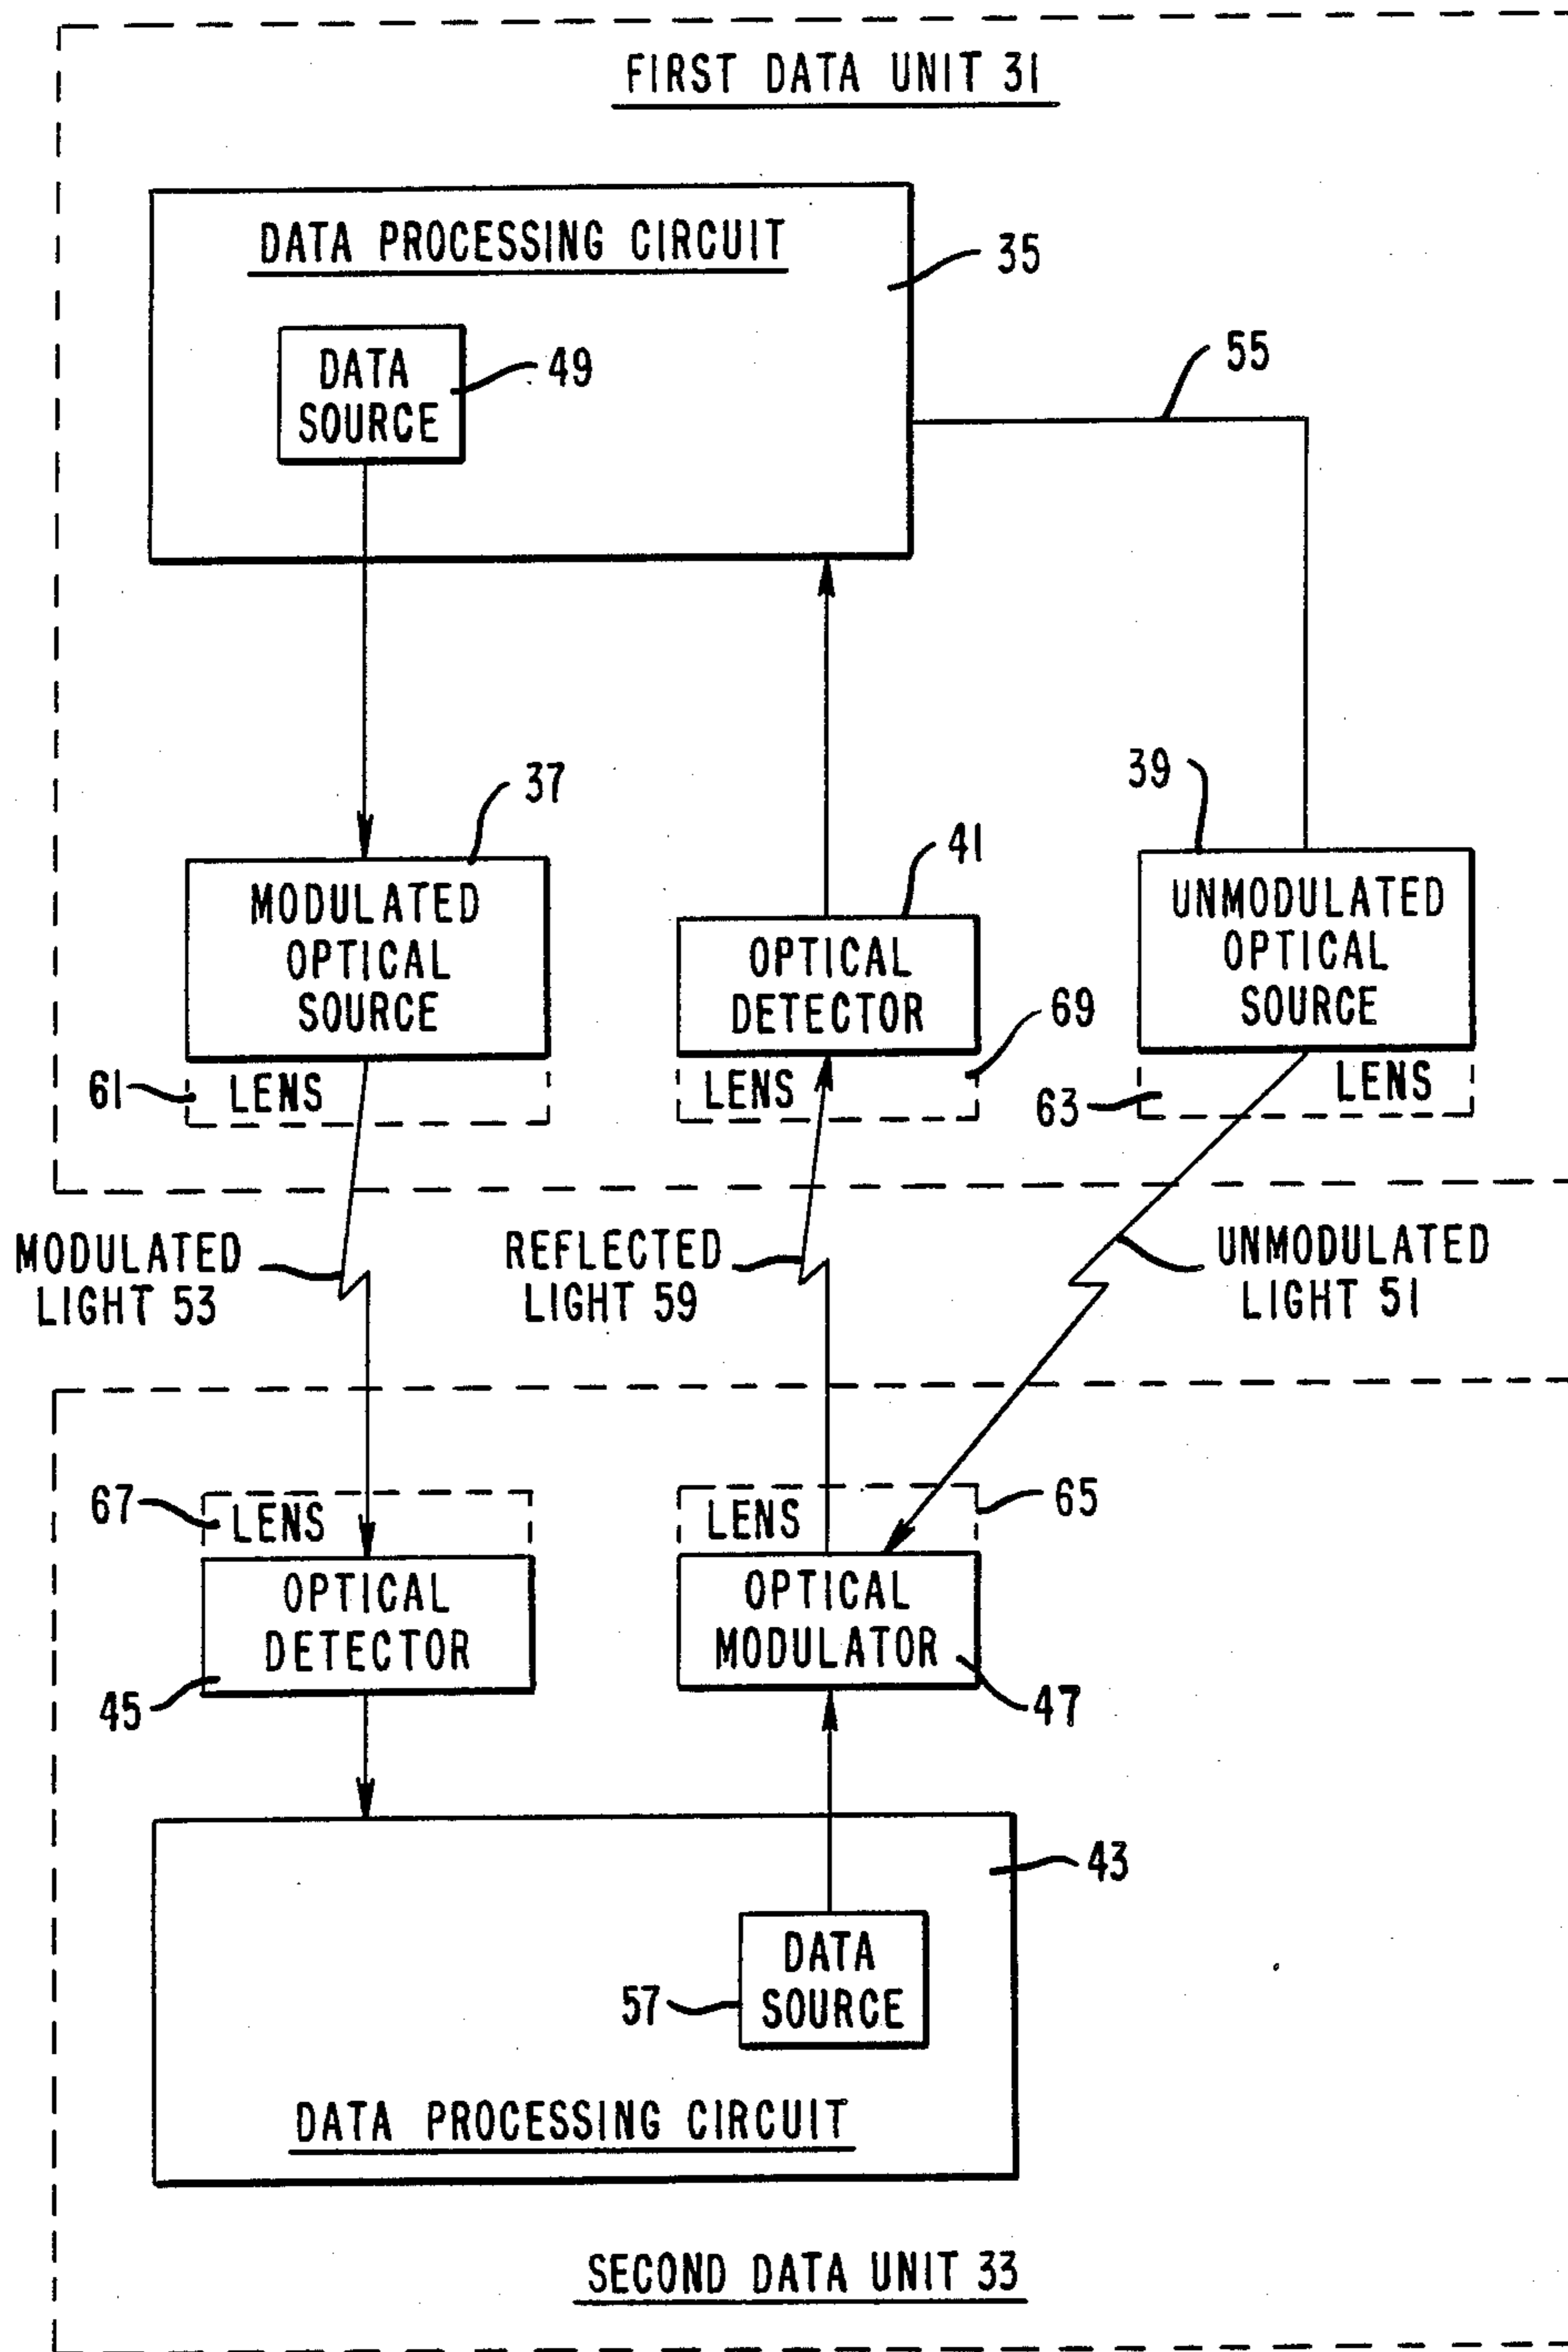 FIRST DATA UNIT 31
DATA PROCESSING CIRCUIT
35
DATA
SOURCE
49
55
37
MODULATED
OPTICAL
SOURCE
41
OPTICAL
DETECTOR
39
UNMODULATED
OPTICAL
SOURCE
61
LENS
LENS
69
63
LENS
MODULATED
LIGHT 53
REFLECTED
LIGHT 59
UNMODULATED
LIGHT 51
67
LENS
LENS
65
OPTICAL
DETECTOR
45
OPTICAL
MODULATOR
47
43
DATA
SOURCE
57
DATA PROCESSING CIRCUIT
SECOND DATA UNIT 33